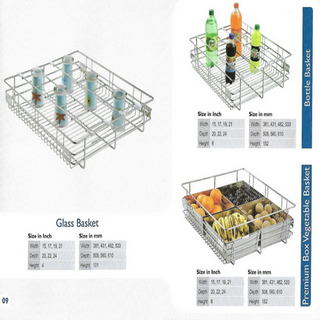 Glass Basket
Size in Inch
Size in mm
Width 15, 17, 19, 21
Width 381, 431, 482, 533
Depth 20, 22, 24
Depth 508, 560, 610
Height 4
Height 101
09
Bottle Basket
Size in Inch
Size in mm
Width 15, 17, 19, 21
Width 381, 431, 482, 533
Depth 20, 22, 24
Depth 508, 560, 610
Height 6
Height 152
Premium Box Vegetable Basket
Size in Inch
Size in mm
Width 15, 17, 19, 21
Width 381, 431, 482, 533
Depth 20, 22, 24
Depth 508, 560, 610
Height 6
Height 152